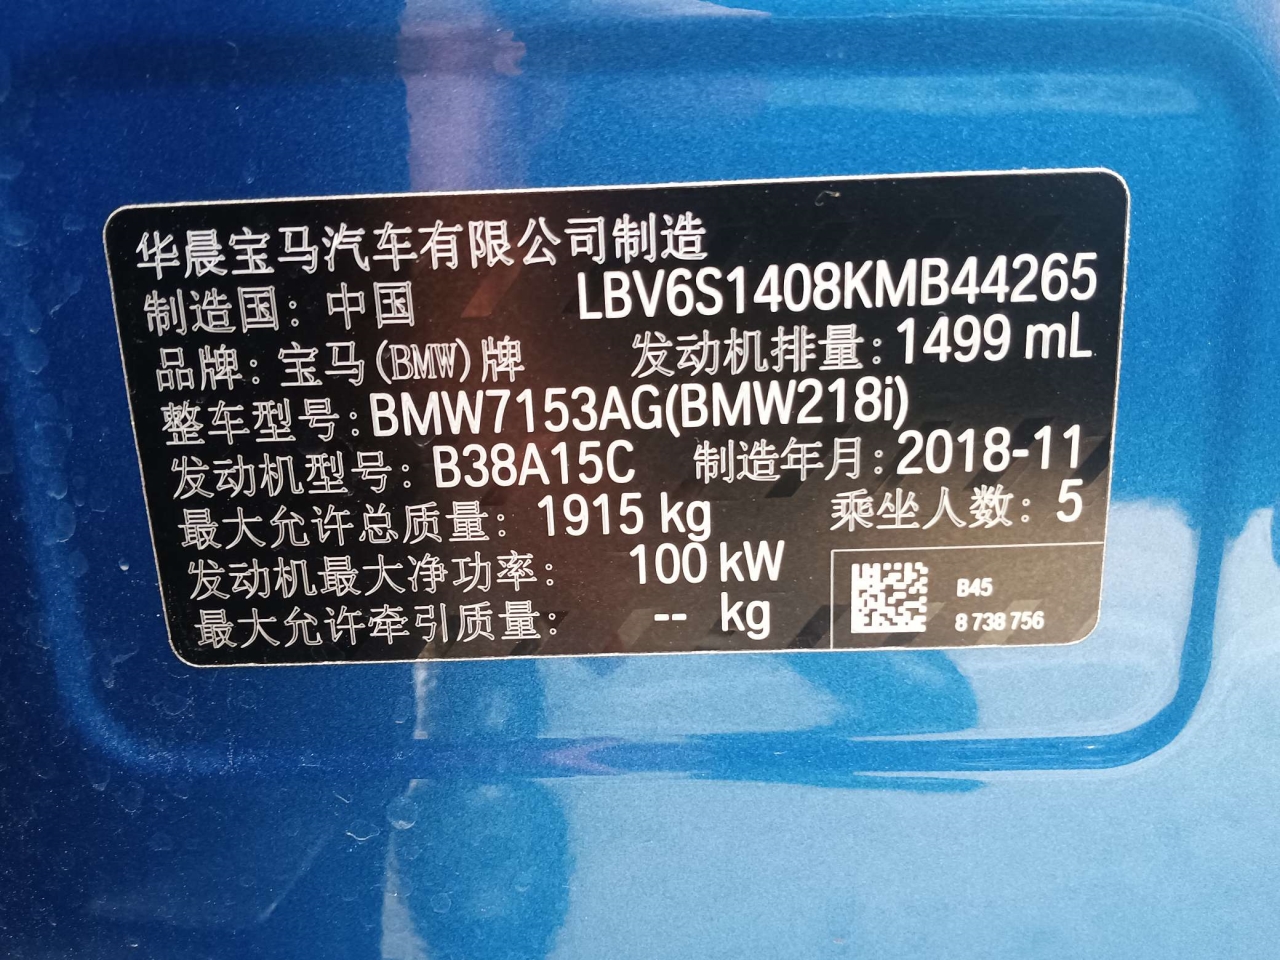 华晨宝马汽车有限公司制造
制造国：中国 LBV6S1408KMB44265
品牌：宝马(BMW)牌 发动机排量：1499 mL
整车型号：BMW7153AG(BMW218i)
发动机型号：B38A15C 制造年月：2018-11
最大允许总质量：1915 kg 乘坐人数：5
发动机最大净功率：100 kW
最大允许牵引质量：-- kg
B45
8 738 756